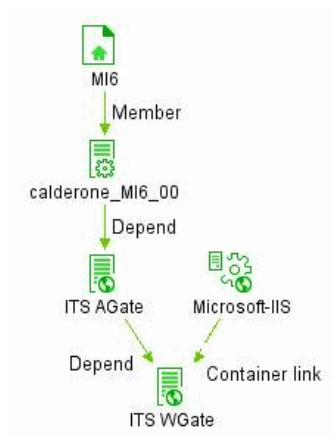 MI6
Member
calderone_MI6_00
Depend
ITS AGate
Microsoft-IIS
Depend
Container link
ITS WGate